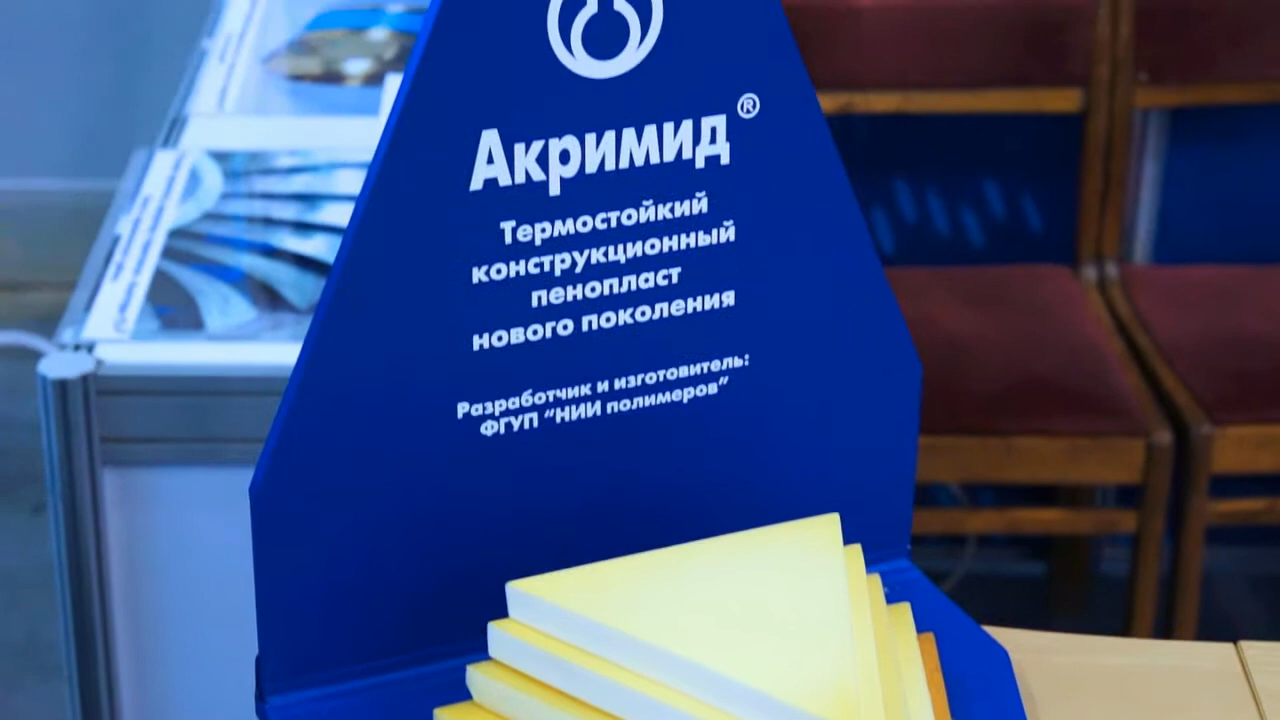 Акримид®
Термостойкий
конструкционный
пенопласт
нового поколения
Разработчик и изготовитель:
ФГУП “НИИ полимеров”